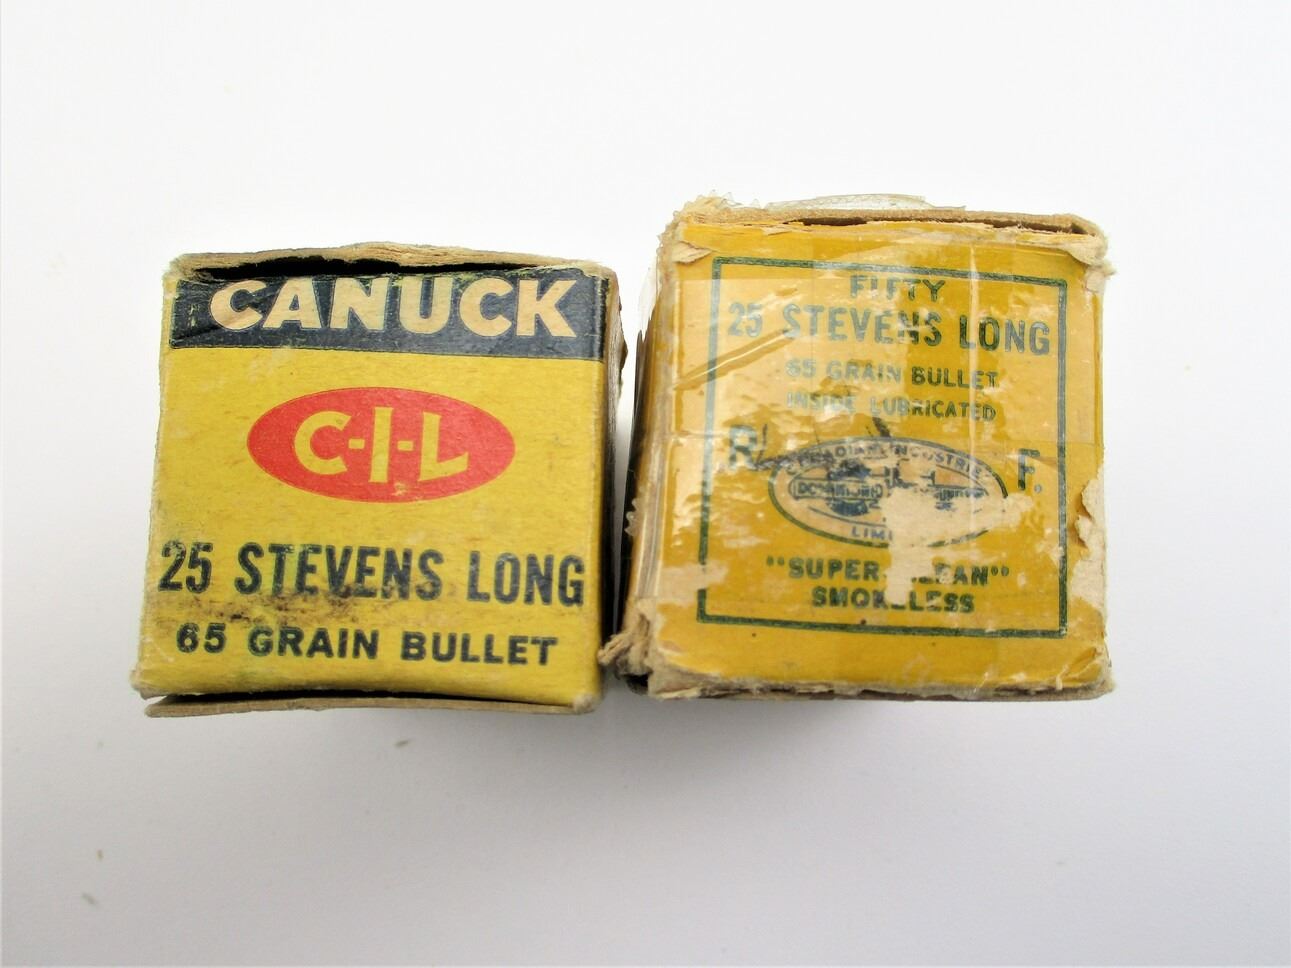 CANUCK
C-I-L
25 STEVENS LONG
65 GRAIN BULLET
FIFTY
25 STEVENS LONG
65 GRAIN BULLET
INSIDE LUBRICATED
R. F.
"SUPER-
SMOKELESS